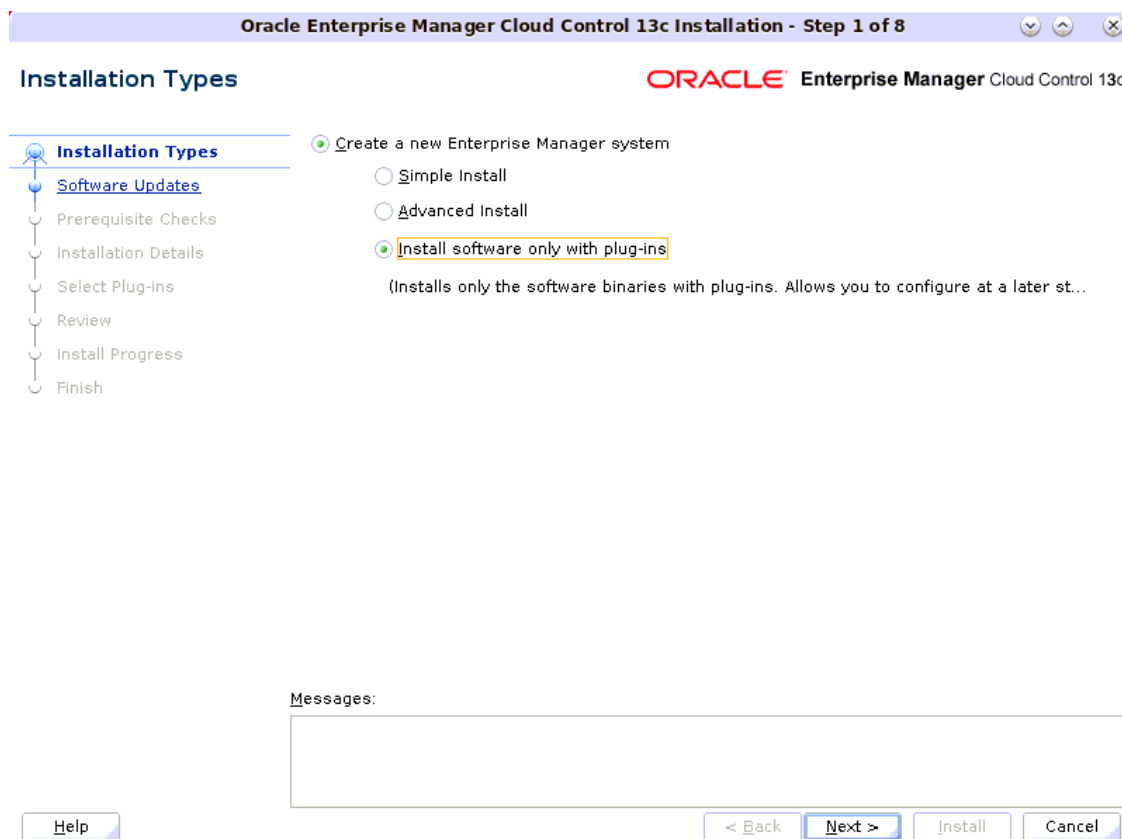 Oracle Enterprise Manager Cloud Control 13c Installation - Step 1 of 8
Installation Types
ORACLE Enterprise Manager Cloud Control 13c
Installation Types
Software Updates
Prerequisite Checks
Installation Details
Select Plug-ins
Review
Install Progress
Finish
Create a new Enterprise Manager system
Simple Install
Advanced Install
Install software only with plug-ins
(Installs only the software binaries with plug-ins. Allows you to configure at a later st...
Messages:
Help
< Back
Next >
Install
Cancel